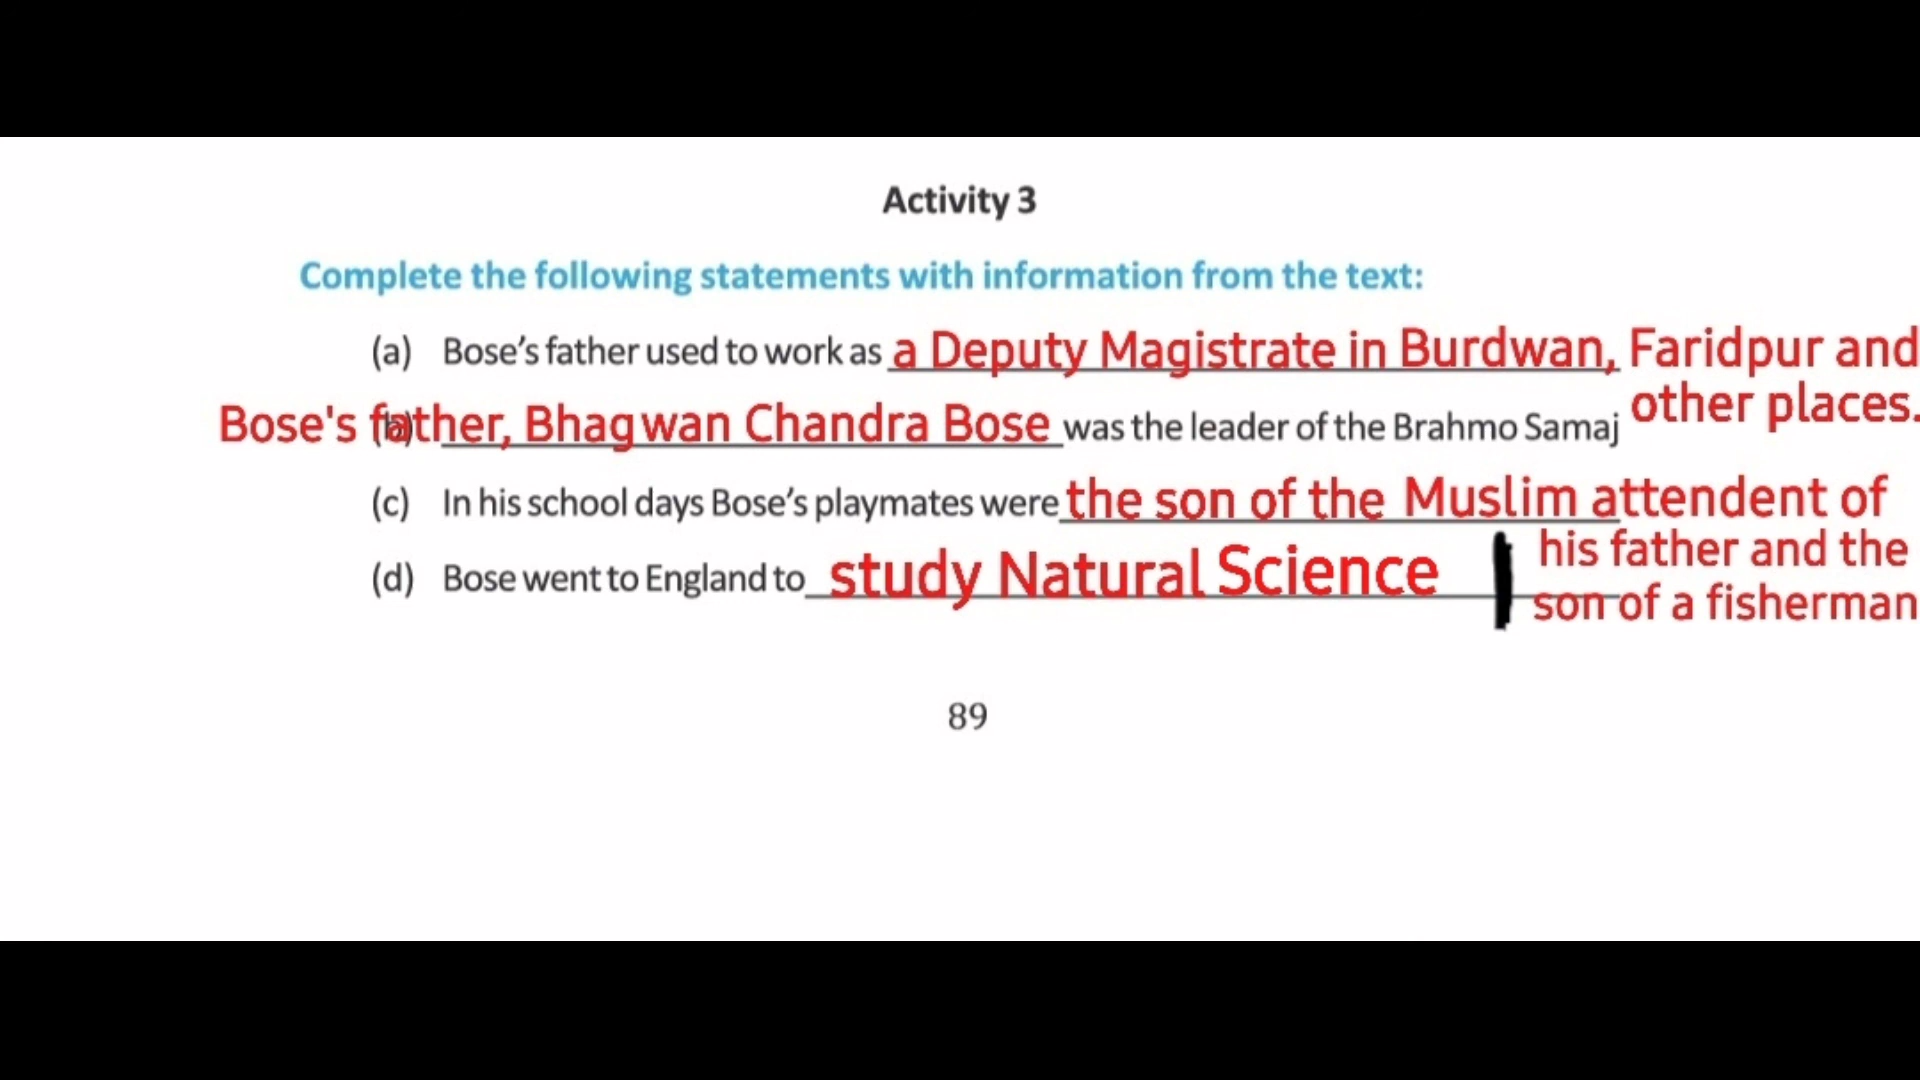 Activity 3
Complete the following statements with information from the text:
(a) Bose's father used to work as a Deputy Magistrate in Burdwan, Faridpur and
other places.
(b) Bose's father, Bhagwan Chandra Bose was the leader of the Brahmo Samaj
(c) In his school days Bose's playmates were the son of the Muslim attendent of
his father and the
son of a fisherman
(d) Bose went to England to study Natural Science
89